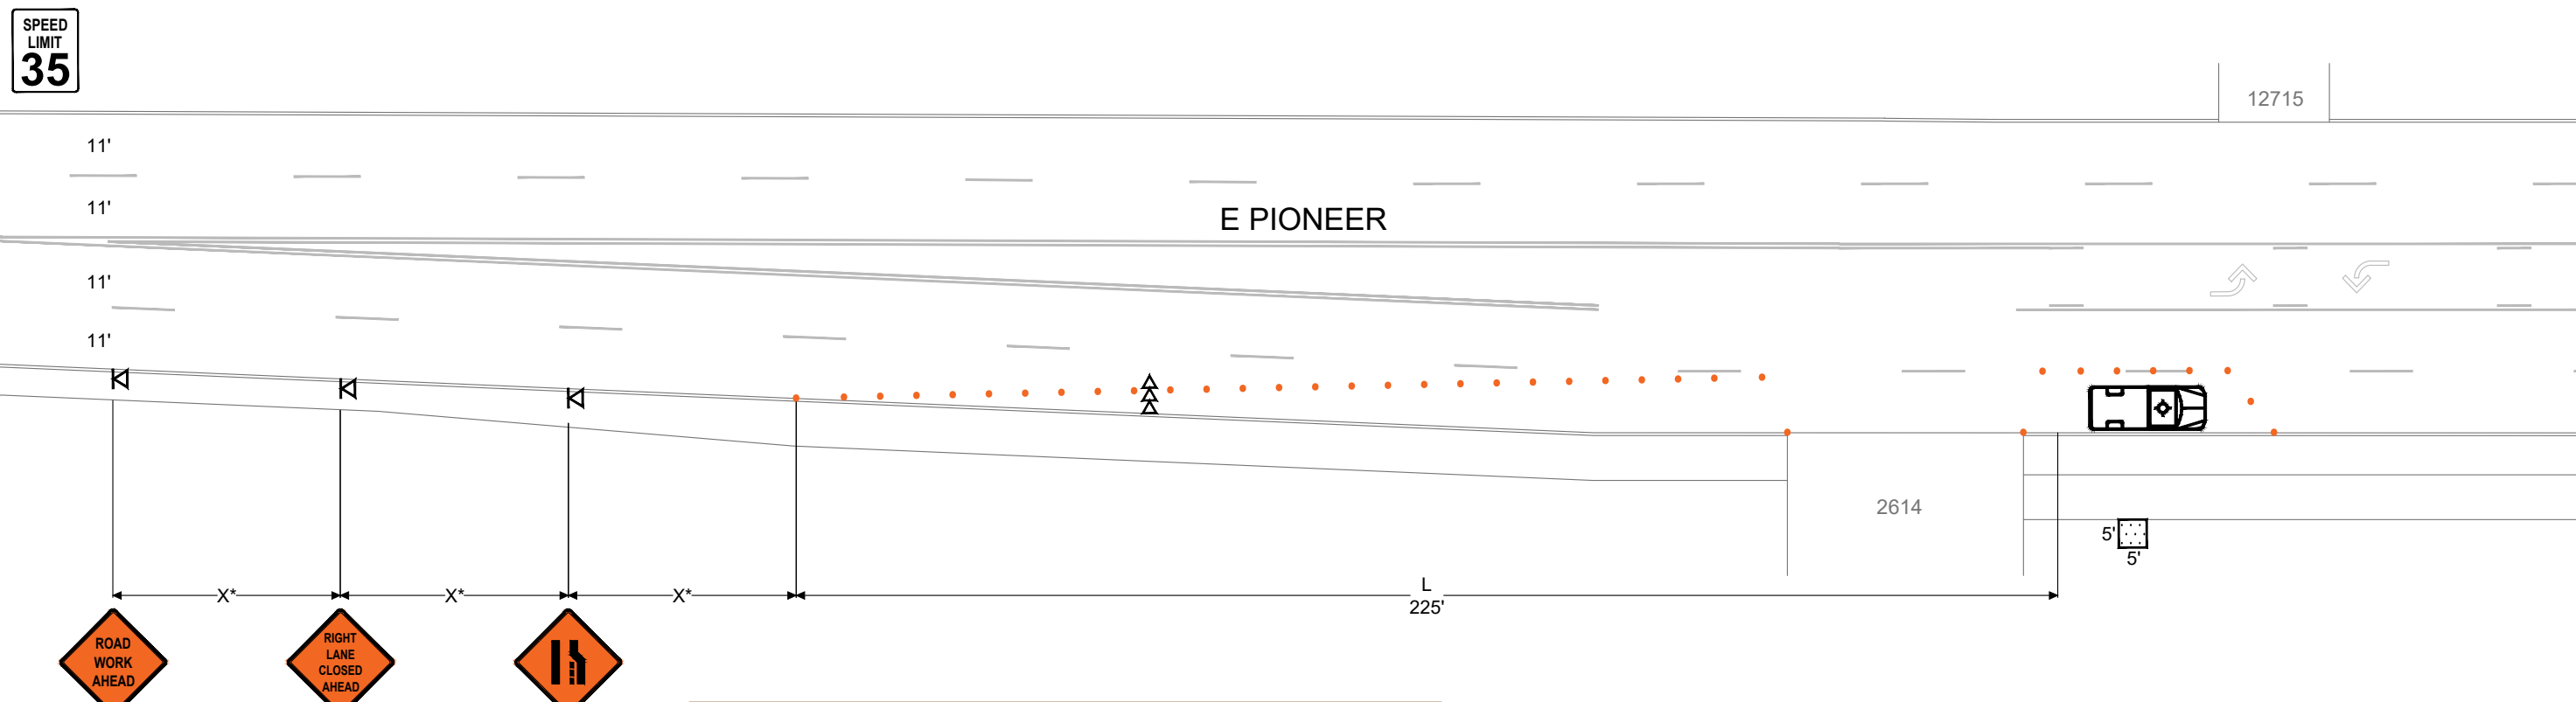 SPEED
LIMIT
35
12715
11'
11'
E PIONEER
11'
11'
2614
5'
5'
X*
X*
X*
L
225'
ROAD
WORK
AHEAD
RIGHT
LANE
CLOSED
AHEAD